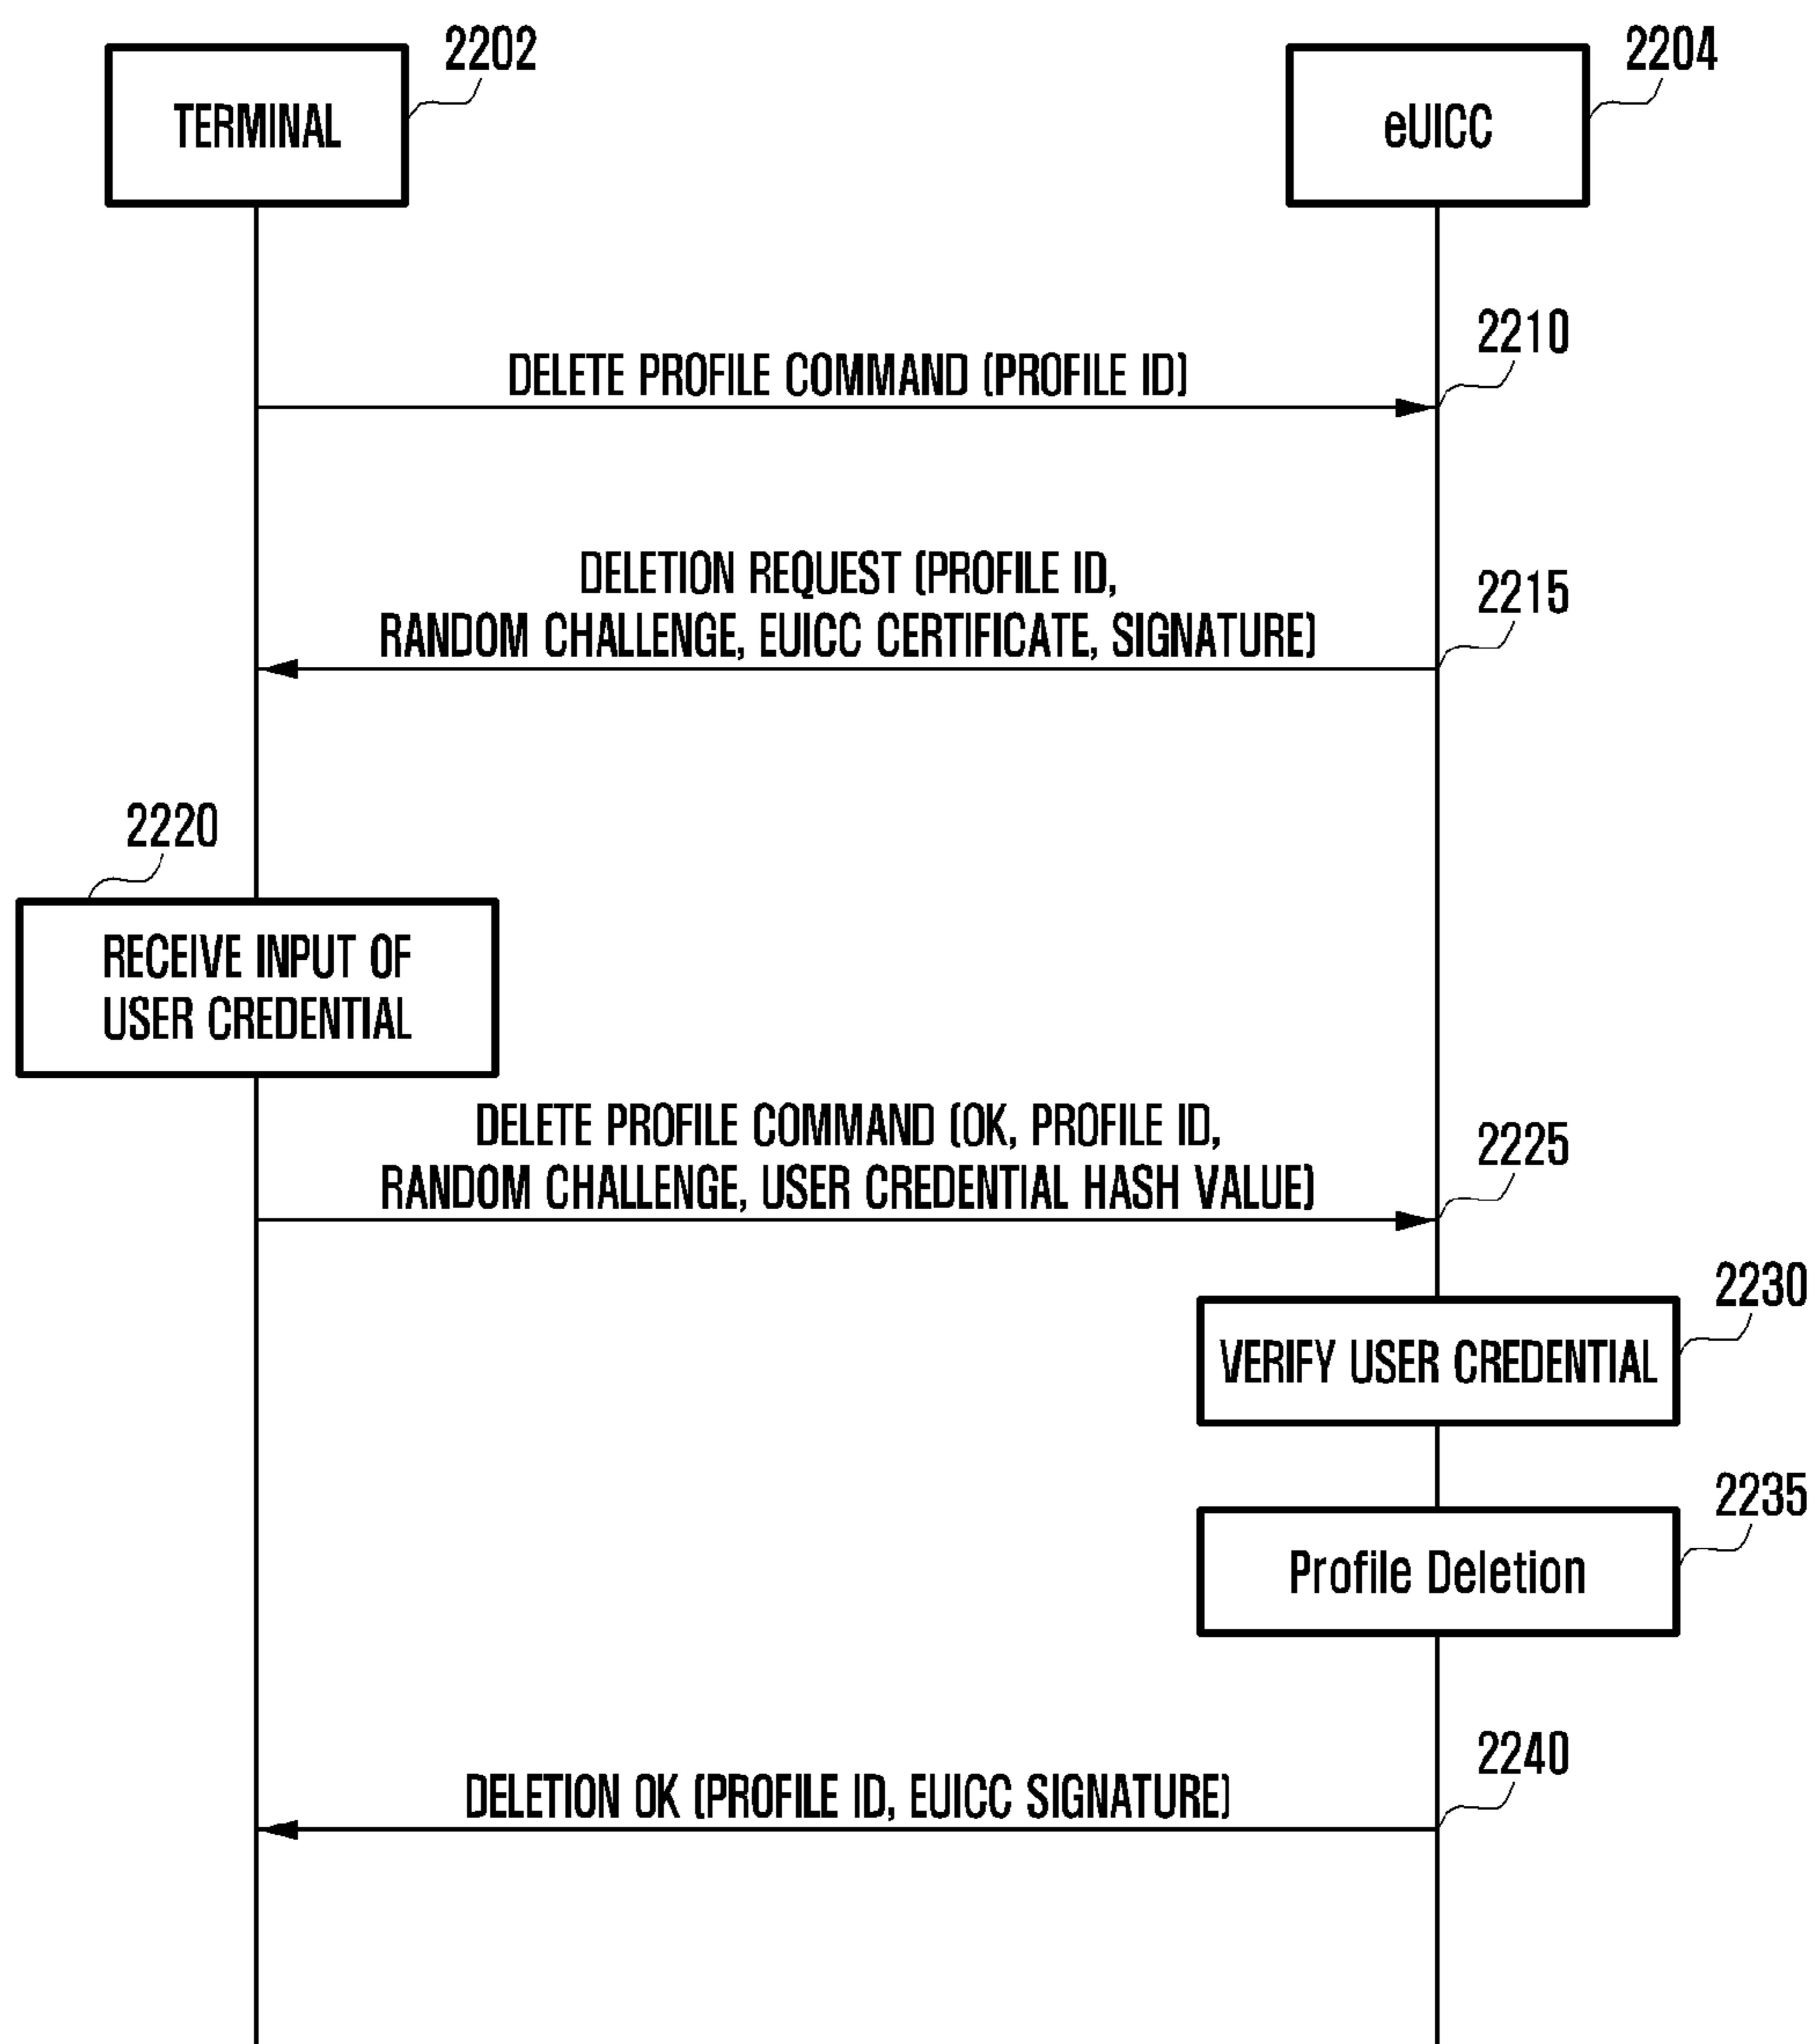 2202
2204
TERMINAL
eUICC
2210
DELETE PROFILE COMMAND (PROFILE ID)
DELETION REQUEST (PROFILE ID,
2215
RANDOM CHALLENGE, EUICC CERTIFICATE, SIGNATURE)
2220
RECEIVE INPUT OF
USER CREDENTIAL
DELETE PROFILE COMMAND (OK, PROFILE ID,
2225
RANDOM CHALLENGE, USER CREDENTIAL HASH VALUE)
2230
VERIFY USER CREDENTIAL
2235
Profile Deletion
2240
DELETION OK (PROFILE ID, EUICC SIGNATURE)